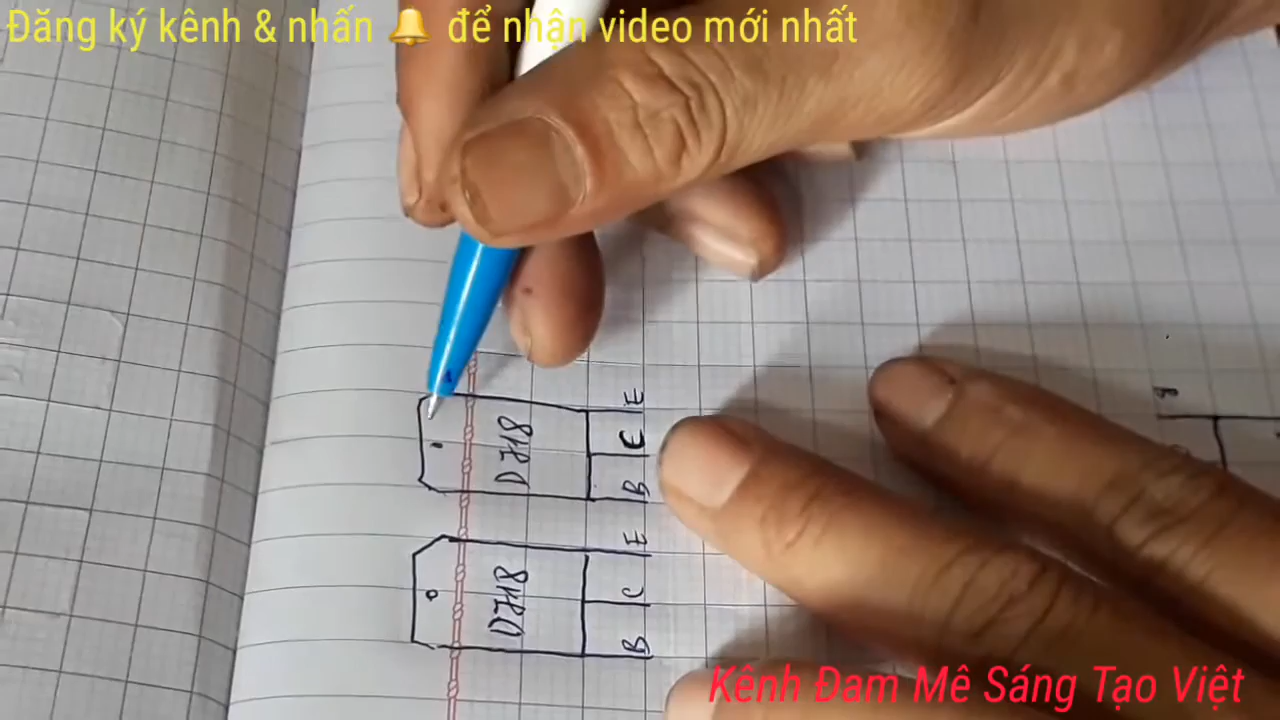 Đăng ký kênh & nhấn 🔔 để nhận video mới nhất
D718
B C E
D718
B C E
B
Kênh Đam Mê Sáng Tạo Việt